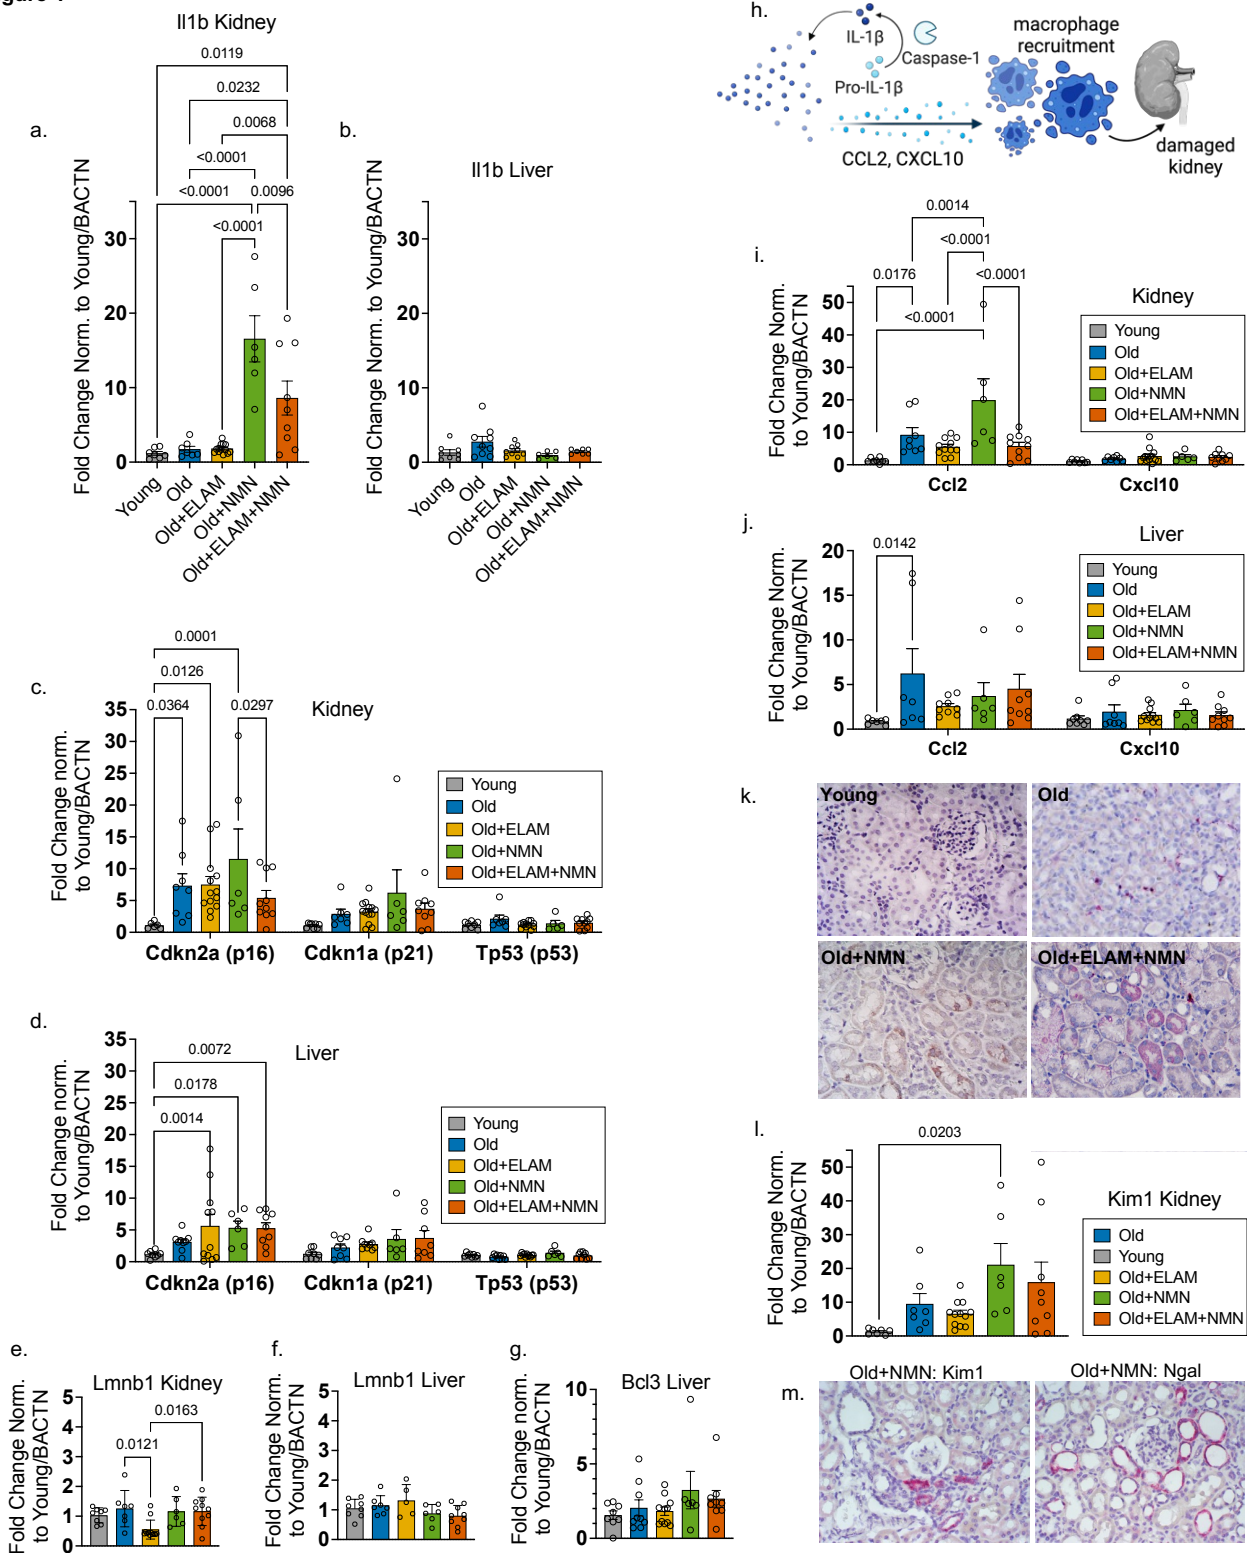 Il1b Kidney
0.0119
0.0232
0.0068
<0.0001
<0.0001
0.0096
<0.0001
a.
Fold Change Norm. to Young/BACTN
30
20
10
0
Young
Old
Old+ELAM
Old+NMN
Old+ELAM+NMN
b.
Il1b Liver
Fold Change Norm. to Young/BACTN
30
20
10
0
Young
Old
Old+ELAM
Old+NMN
Old+ELAM+NMN
c.
Kidney
0.0001
0.0126
0.0364
0.0297
Fold Change norm.
to Young/BACTN
35
30
25
20
15
10
5
0
Cdkn2a (p16)
Cdkn1a (p21)
Tp53 (p53)
Young
Old
Old+ELAM
Old+NMN
Old+ELAM+NMN
d.
Liver
0.0072
0.0178
0.0014
Fold Change norm.
to Young/BACTN
35
30
25
20
15
10
5
0
Cdkn2a (p16)
Cdkn1a (p21)
Tp53 (p53)
Young
Old
Old+ELAM
Old+NMN
Old+ELAM+NMN
e.
Lmnb1 Kidney
0.0163
0.0121
Fold Change Norm.
to Young/BACTN
5
4
3
2
1
0
f.
Lmnb1 Liver
Fold Change Norm.
to Young/BACTN
5
4
3
2
1
0
g.
Bcl3 Liver
Fold Change Norm.
to Young/BACTN
10
5
0
h.
IL-1β
Caspase-1
Pro-IL-1β
CCL2, CXCL10
macrophage
recruitment
damaged
kidney
i.
Kidney
0.0014
<0.0001
0.0176
<0.0001
<0.0001
Fold Change Norm.
to Young/BACTN
50
40
30
20
10
0
Ccl2
Cxcl10
Young
Old
Old+ELAM
Old+NMN
Old+ELAM+NMN
j.
Liver
0.0142
Fold Change Norm.
to Young/BACTN
20
15
10
5
0
Ccl2
Cxcl10
Young
Old
Old+ELAM
Old+NMN
Old+ELAM+NMN
k.
Young
Old
Old+NMN
Old+ELAM+NMN
l.
0.0203
Kim1 Kidney
Fold Change Norm.
to Young/BACTN
50
40
30
20
10
0
Old
Young
Old+ELAM
Old+NMN
Old+ELAM+NMN
m.
Old+NMN: Kim1
Old+NMN: Ngal